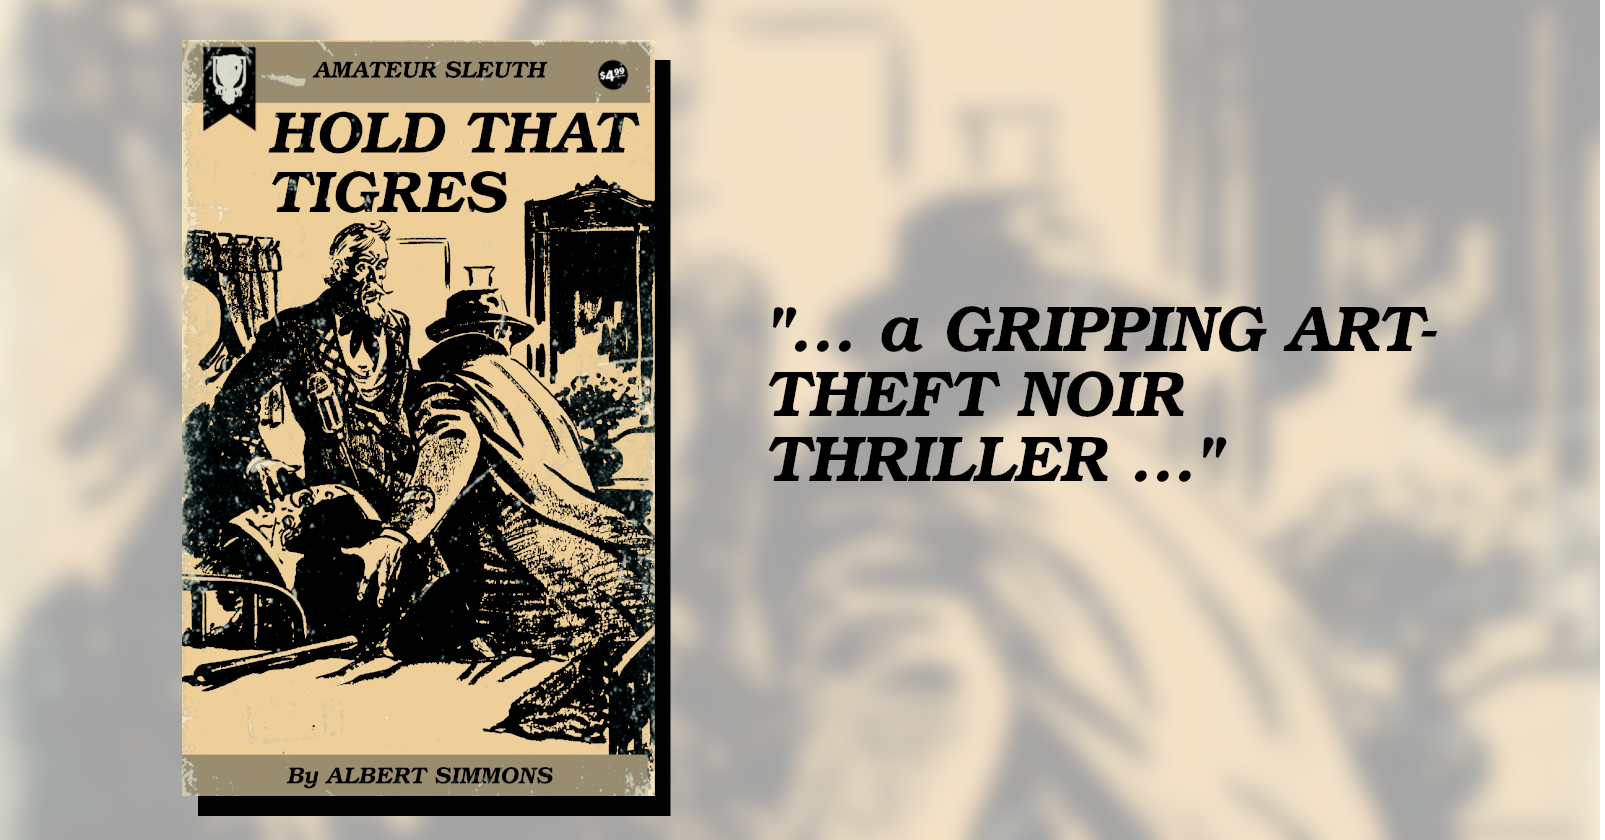 AMATEUR SLEUTH
$4.99
HOLD THAT
TIGRES
By ALBERT SIMMONS
"... a GRIPPING ART-
THEFT NOIR
THRILLER ..."